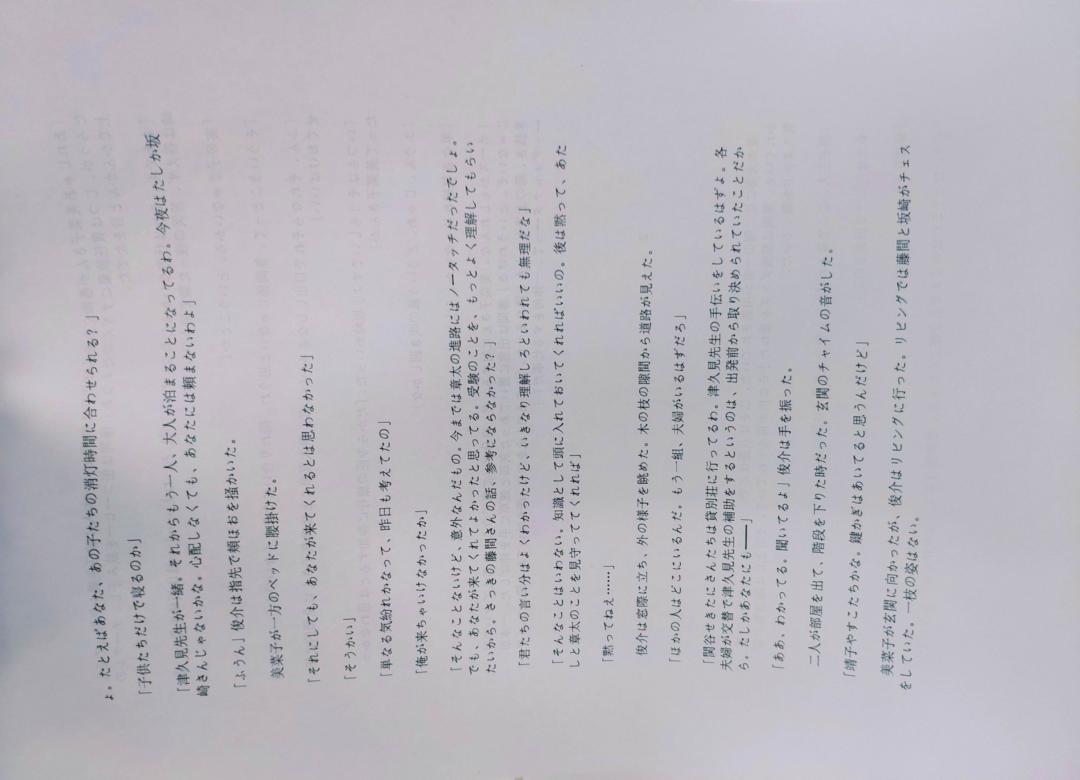 よ。たとえばあなた、あの子たちの消灯時間に合わせられる？」
「子供たちだけで寝るのか」
「津久見先生が一緒。それからもう一人、大人が泊まることになってるわ。今夜はたしか坂
崎さんじゃないかな。心配しなくても、あなたには頼まないわよ」
「ふうん」俊介は指先で頬ほおを掻かいた。
美菜子が一方のベッドに腰掛けた。
「それにしても、あなたが来てくれるとは思わなかった」
「そうかい」
「単なる気紛れかなって、昨日も考えてたの」
「俺が来ちゃいけなかったか」
「そんなことないけど、意外なんだもの。今までは章太の進路にはノータッチだったでしょ。
でも、あなたが来てくれてよかったと思ってる。受験のことを、もっとよく理解してもらい
たいから。さっきの藤間さんの話、参考にならなかった？」
「君たちの言い分はよくわかったけど、いきなり理解しろといわれても無理だな」
「そんなことはいわない。知識として頭に入れておいてくれればいいの。後は黙って、あた
しと章太のことを見守っててくれれば」
「黙ってねえ……」
俊介は窓際に立ち、外の様子を眺めた。木の枝の隙間から道路が見えた。
「ほかの人はどこにいるんだ。もう一組、夫婦がいるはずだろ」
「関谷せきたにさんたちは貸別荘に行ってるわ。津久見先生の手伝いをしているはずよ。各
夫婦が交替で津久見先生の補助をするというのは、出発前から取り決められていたことだか
ら。たしかあなたにも――」
「ああ、わかってる。聞いてるよ」俊介は手を振った。
二人が部屋を出て、階段を下りた時だった。玄関のチャイムの音がした。
「靖子やすこたちかな。鍵かぎはあいてると思うんだけど」
美菜子が玄関に向かったが、俊介はリビングに行った。リビングでは藤間と坂崎がチェス
をしていた。一枝の姿はない。